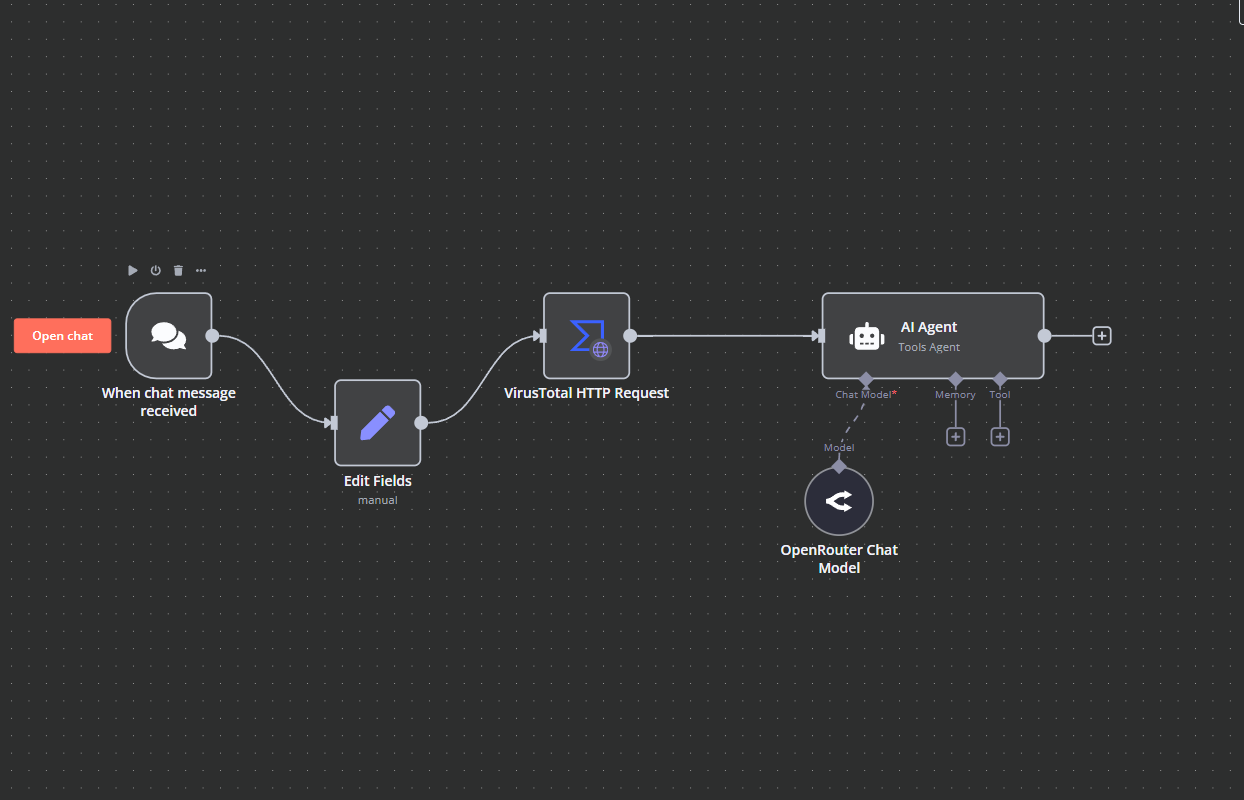 Open chat
When chat message
received
Edit Fields
manual
VirusTotal HTTP Request
AI Agent
Tools Agent
Chat Model*
Memory
Tool
Model
OpenRouter Chat
Model